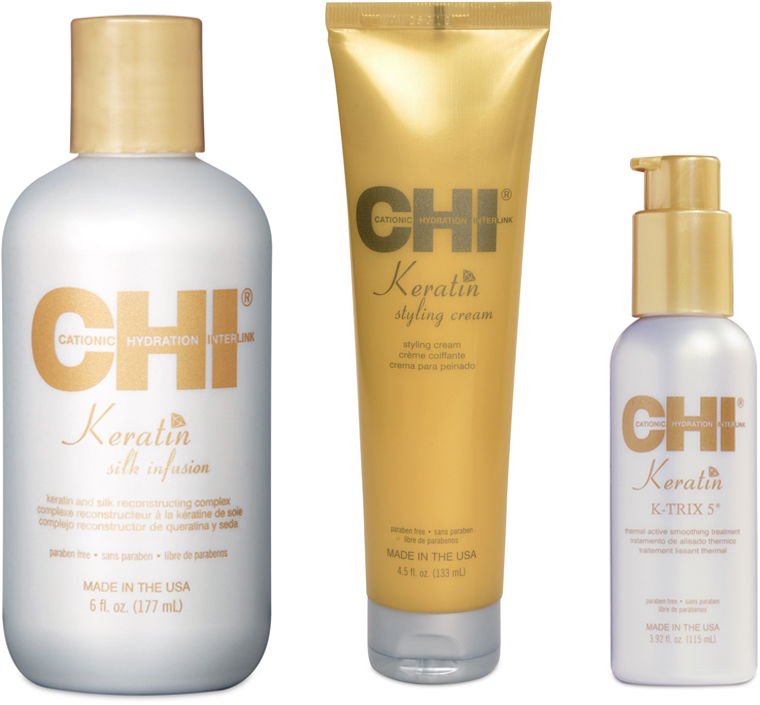 CHI®
CATIONIC HYDRATION INTERLINK
Keratin
silk infusion
keratin and silk reconstructing complex
complexe reconstructeur à la kératine de soie
complejo reconstructor de queratina y seda
paraben free • sans paraben • libre de parabenos
MADE IN THE USA
6 fl. oz. (177 mL)
CHI®
CATIONIC HYDRATION INTERLINK
Keratin
styling cream
styling cream
crème coiffante
crema para peinado
paraben free • sans paraben
libre de parabenos
MADE IN THE USA
4.5 fl. oz. (133 mL)
CHI®
CATIONIC HYDRATION INTERLINK
Keratin
K-TRIX 5®
thermal active smoothing treatment
tratamiento de alisado thermico
traitement lissant thermal
paraben free • sans paraben
libre de parabenos
MADE IN THE USA
3.92 fl. oz. (115 mL)